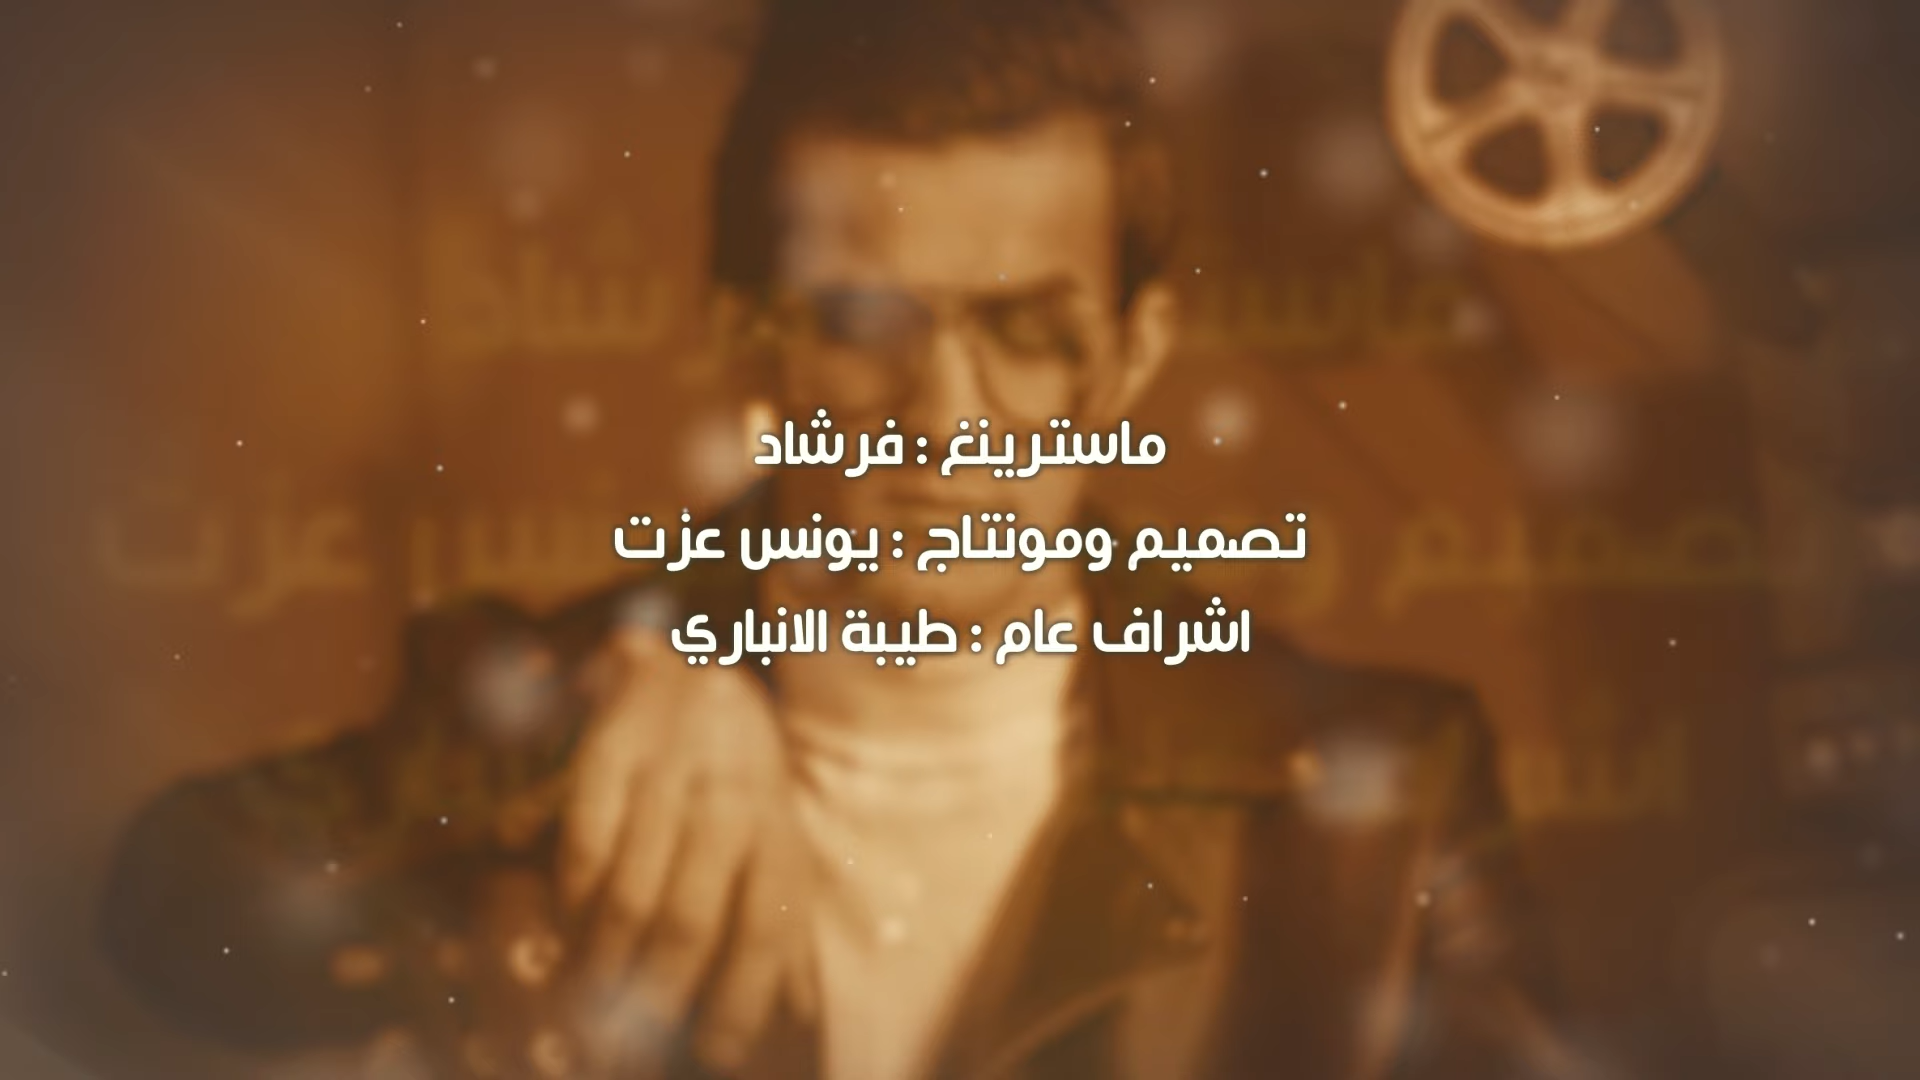 ماسترينغ : فرشاد
تصميم ومونتاج : يونس عزت
اشراف عام : طيبة الانباري